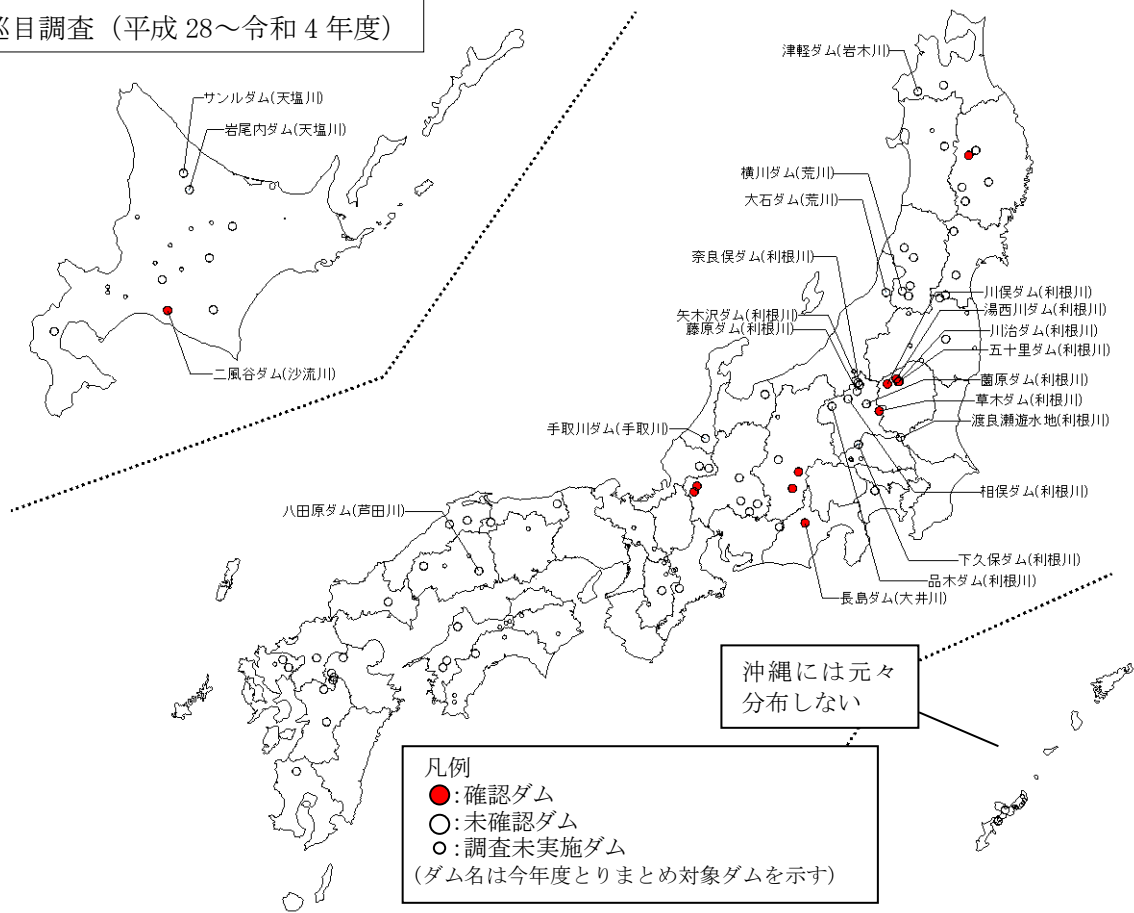 巡目調査（平成 28～令和 4 年度）
津軽ダム(岩木川)
サンルダム(天塩川)
岩尾内ダム(天塩川)
横川ダム(荒川)
大石ダム(荒川)
奈良俣ダム(利根川)
川俣ダム(利根川)
湯西川ダム(利根川)
矢木沢ダム(利根川)
藤原ダム(利根川)
川治ダム(利根川)
五十里ダム(利根川)
二風谷ダム(沙流川)
薗原ダム(利根川)
草木ダム(利根川)
渡良瀬遊水地(利根川)
手取川ダム(手取川)
相俣ダム(利根川)
八田原ダム(芦田川)
下久保ダム(利根川)
品木ダム(利根川)
長島ダム(大井川)
沖縄には元々
分布しない
凡例
：確認ダム
：未確認ダム
：調査未実施ダム
(ダム名は今年度とりまとめ対象ダムを示す)